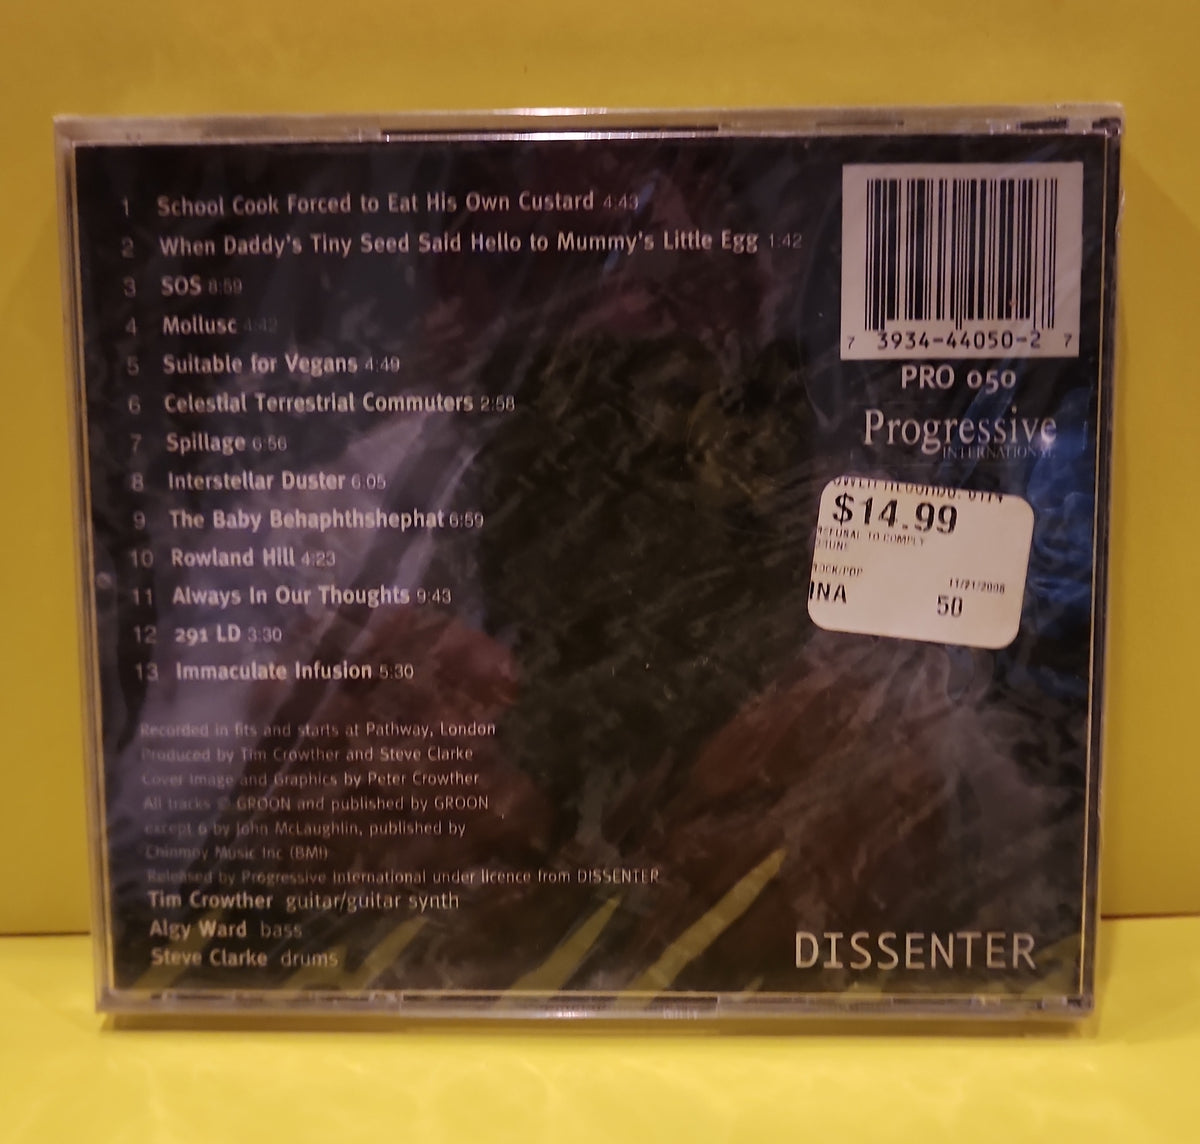 1 School Cook Forced to Eat His Own Custard 4:43
2 When Daddy's Tiny Seed Said Hello to Mummy's Little Egg 1:42
3 SOS 8:59
4 Mollusc 4:42
5 Suitable for Vegans 4:49
6 Celestial Terrestrial Commuters 2:58
7 Spillage 6:56
8 Interstellar Duster 6:05
9 The Baby Behaphthshephat 6:59
10 Rowland Hill 4:23
11 Always In Our Thoughts 9:43
12 291 LD 3:30
13 Immaculate Infusion 5:30
Recorded in fits and starts at Pathway, London
Produced by Tim Crowther and Steve Clarke
Cover Image and Graphics by Peter Crowther
All tracks © GROON and published by GROON
except 6 by John McLaughlin, published by
Chinmoy Music Inc (BMI)
Released by Progressive International under licence from DISSENTER
Tim Crowther guitar/guitar synth
Algy Ward bass
Steve Clarke drums
7 3934-44050-2 7
PRO 050
Progressive
INTERNATIONAL
$14.99
REFUSAL TO COMPLY
ROCK/POP
11/21/2008
INA 50
DISSENTER